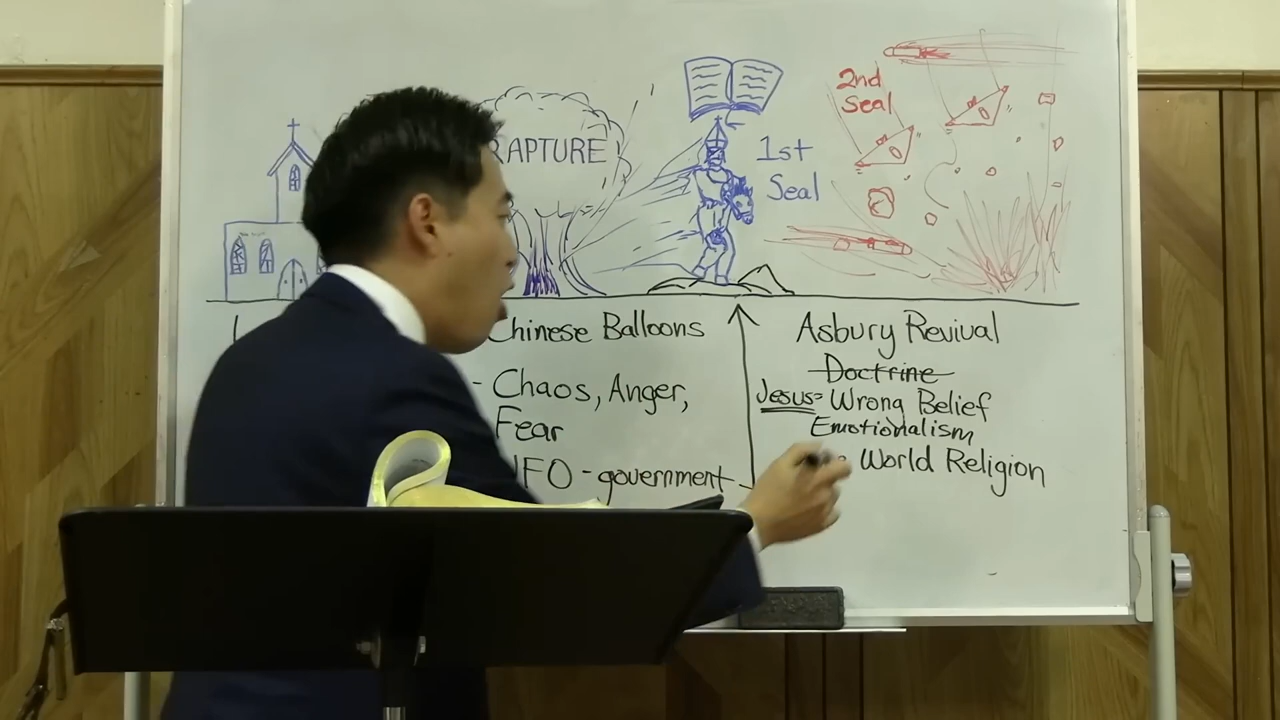 RAPTURE
1st
Seal
2nd
Seal
Chinese Balloons
- Chaos, Anger,
Fear
UFO - government
Asbury Revival
Doctrine
Jesus= Wrong Belief
Emotionalism
World Religion